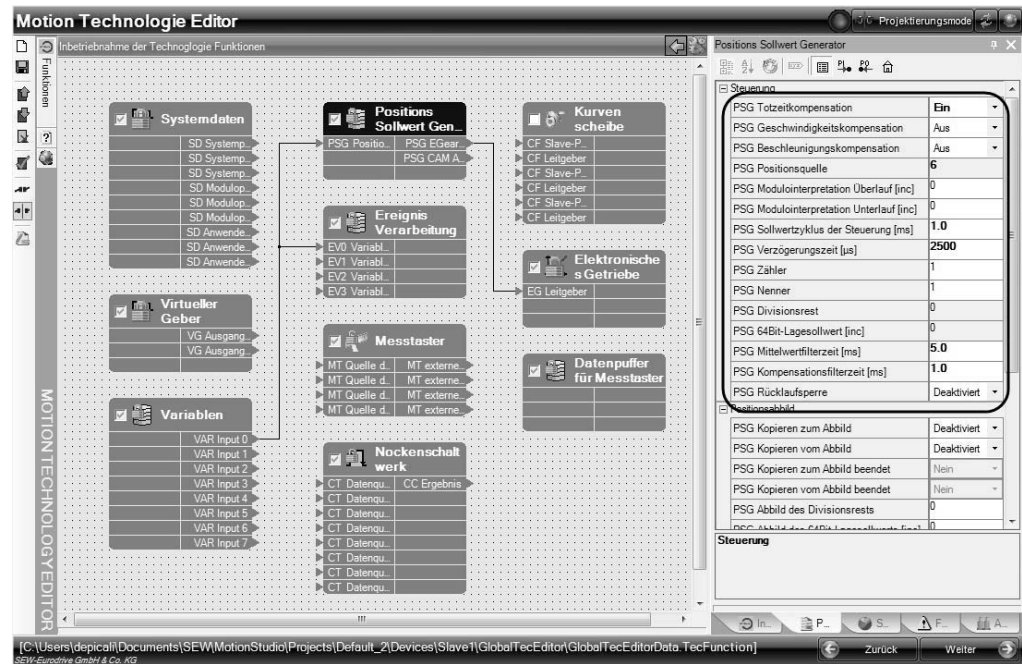 Motion Technologie Editor
Projektierungsmode
Inbetriebnahme der Technoglogie Funktionen
Funktionen
MOTION TECHNOLOGY EDITOR
Systemdaten
SD Systemp...
SD Systemp...
SD Systemp...
SD Modulop...
SD Modulop...
SD Modulop...
SD Anwende...
SD Anwende...
SD Anwende...
Virtueller
Geber
VG Ausgang...
VG Ausgang...
Variablen
VAR Input 0
VAR Input 1
VAR Input 2
VAR Input 3
VAR Input 4
VAR Input 5
VAR Input 6
VAR Input 7
Positions
Sollwert Gen...
PSG Positio... PSG EGear...
PSG CAM A...
Ereignis
Verarbeitung
EV0 Variabl...
EV1 Variabl...
EV2 Variabl...
EV3 Variabl...
Messtaster
MT Quelle d... MT externe...
MT Quelle d... MT externe...
MT Quelle d... MT externe...
MT Quelle d... MT externe...
Nockenschalt
werk
CT Datenqu... CC Ergebnis
CT Datenqu...
CT Datenqu...
CT Datenqu...
CT Datenqu...
CT Datenqu...
CT Datenqu...
CT Datenqu...
Kurven
scheibe
CF Slave-P...
CF Leitgeber
CF Slave-P...
CF Leitgeber
CF Slave-P...
CF Leitgeber
Elektronische
s Getriebe
EG Leitgeber
Datenpuffer
für Messtaster
Positions Sollwert Generator
Steuerung
PSG Totzeitkompensation Ein
PSG Geschwindigkeitskompensation Aus
PSG Beschleunigungskompensation Aus
PSG Positionsquelle 6
PSG Modulointerpretation Überlauf [inc] 0
PSG Modulointerpretation Unterlauf [inc] 0
PSG Sollwertzyklus der Steuerung [ms] 1.0
PSG Verzögerungszeit [µs] 2500
PSG Zähler 1
PSG Nenner 1
PSG Divisionsrest 0
PSG 64Bit-Lagesollwert [inc] 0
PSG Mittelwertfilterzeit [ms] 5.0
PSG Kompensationsfilterzeit [ms] 1.0
PSG Rücklaufsperre Deaktiviert
Positionsabbild
PSG Kopieren zum Abbild Deaktiviert
PSG Kopieren vom Abbild Deaktiviert
PSG Kopieren zum Abbild beendet Nein
PSG Kopieren vom Abbild beendet Nein
PSG Abbild des Divisionsrests 0
PSG Abbild des 64Bit-Lagesollwerts [inc] 0
Steuerung
In... P... S... F... A...
[C:\Users\depicali\Documents\SEW\MotionStudio\Projects\Default_2\Devices\Slave1\GlobalTecEditor\GlobalTecEditorData.TecFunction] Zurück Weiter
SEW-Eurodrive GmbH & Co. KG